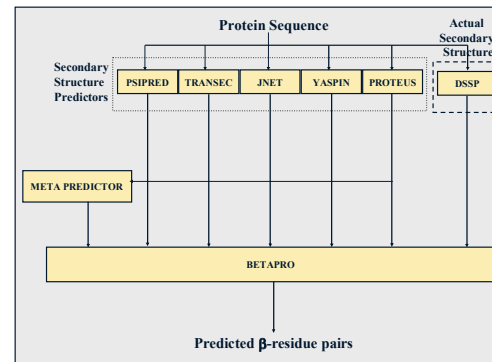 Protein Sequence
Actual
Secondary
Structure
Secondary
Structure
Predictors
PSIPRED TRANSEC JNET YASPIN PROTEUS DSSP
META PREDICTOR
BETAPRO
Predicted β-residue pairs